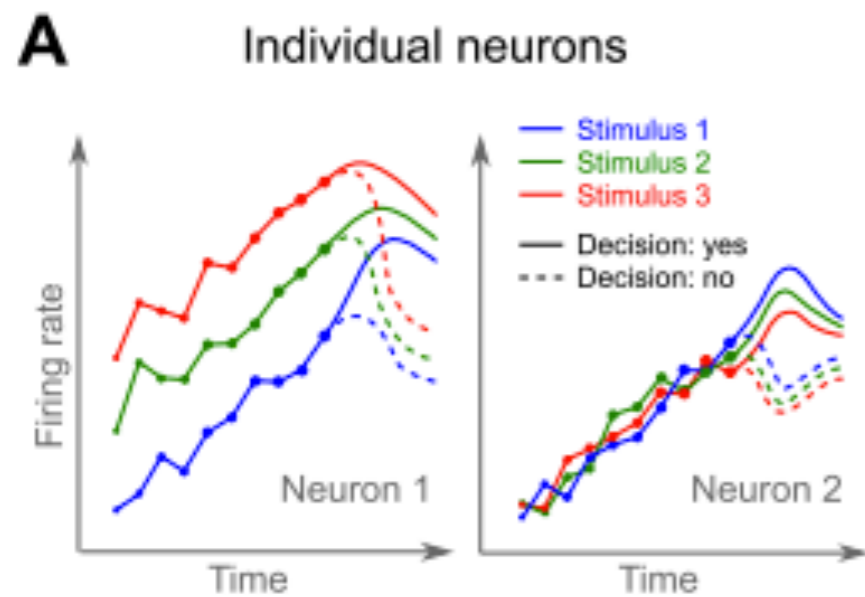 A
Individual neurons
Stimulus 1
Stimulus 2
Stimulus 3
Decision: yes
Decision: no
Firing rate
Neuron 1
Neuron 2
Time
Time